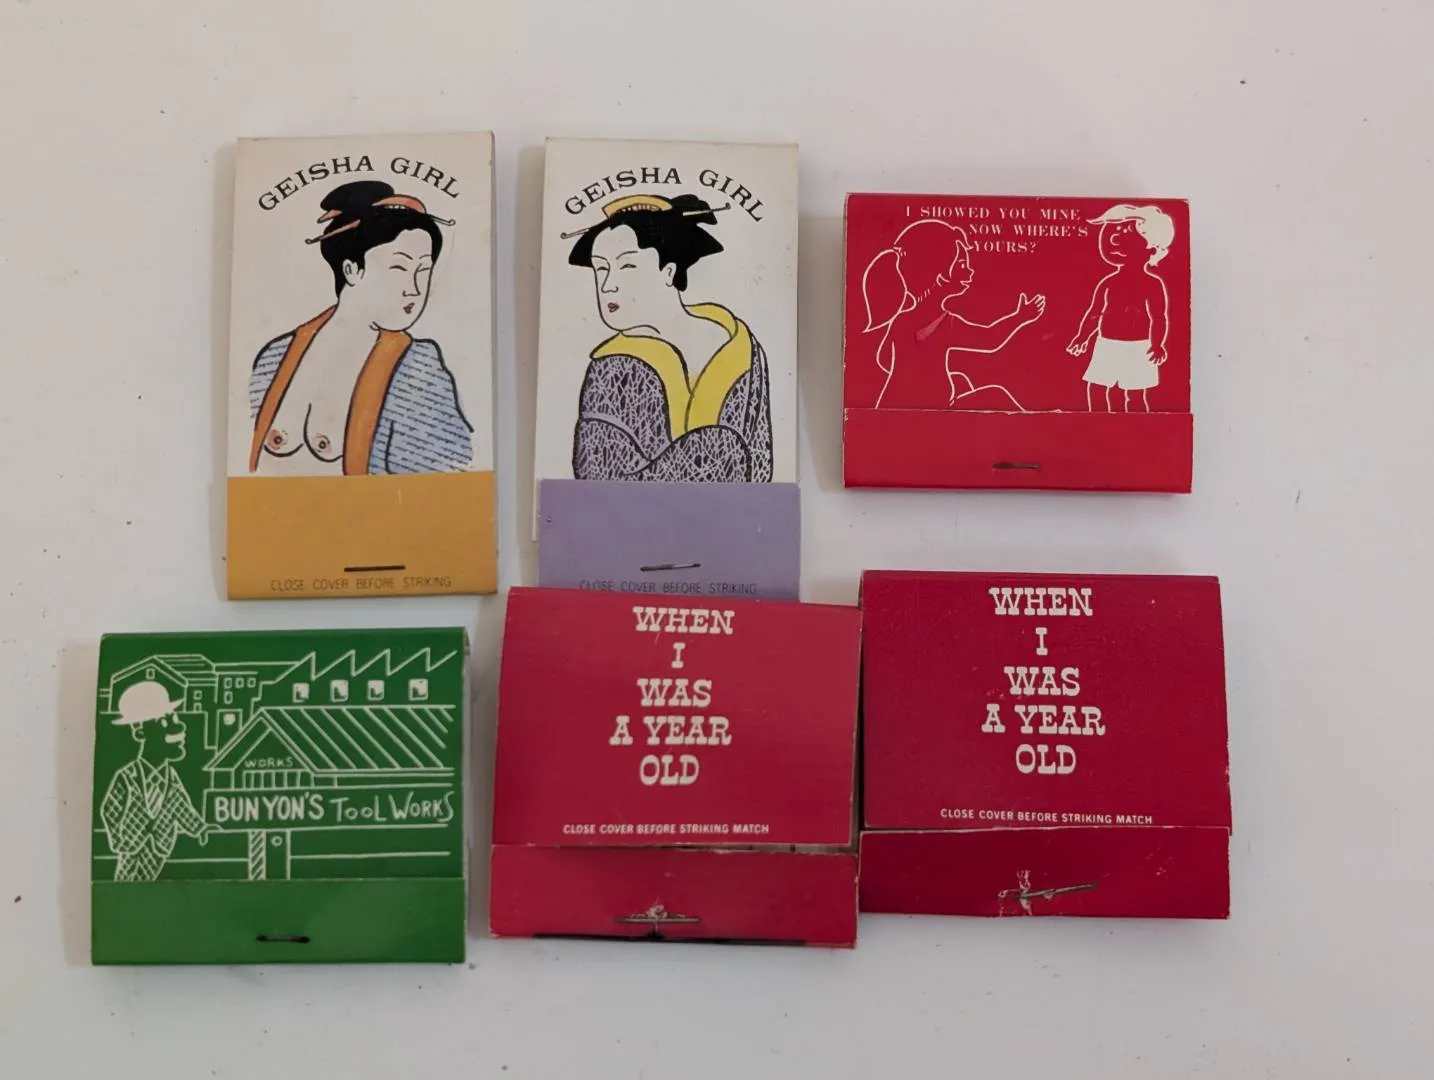 GEISHA GIRL
CLOSE COVER BEFORE STRIKING
GEISHA GIRL
CLOSE COVER BEFORE STRIKING
I SHOWED YOU MINE
NOW WHERE'S
YOURS?
WORKS
BUNYON'S TOOL WORKS
WHEN
I
WAS
A YEAR
OLD
CLOSE COVER BEFORE STRIKING MATCH
WHEN
I
WAS
A YEAR
OLD
CLOSE COVER BEFORE STRIKING MATCH